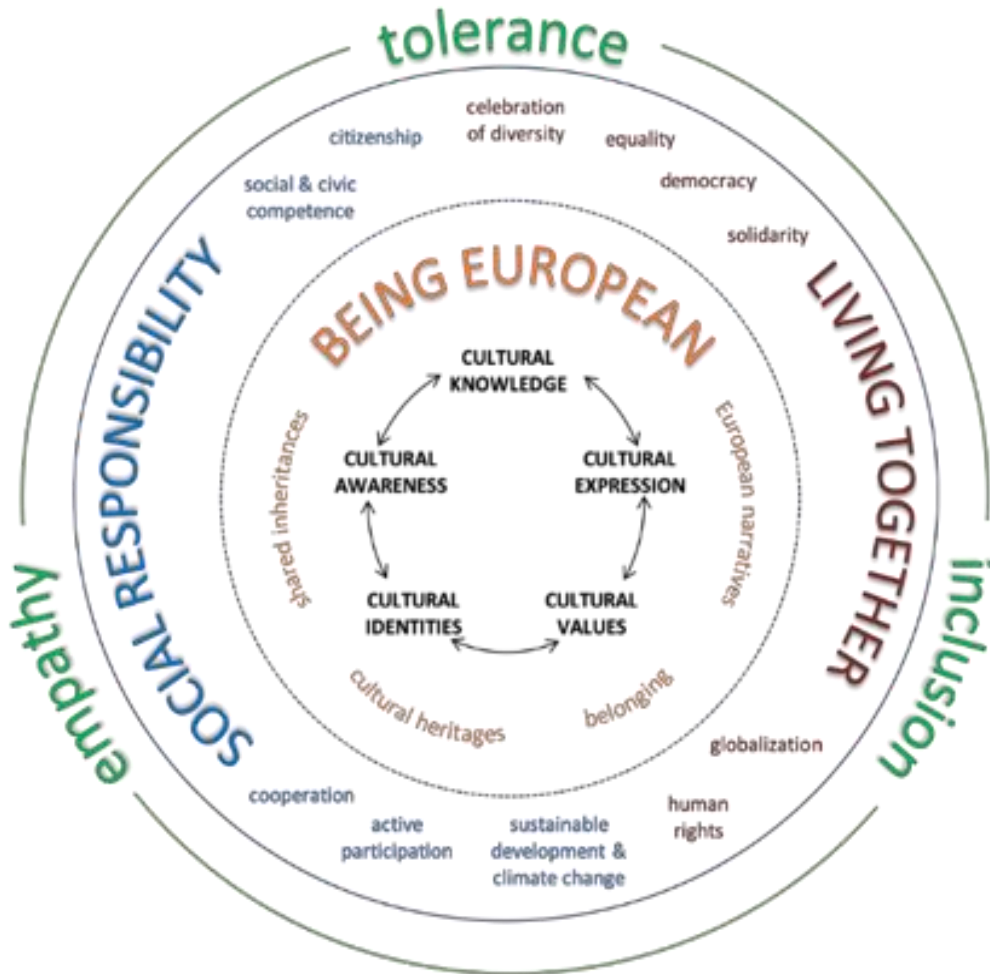 tolerance
celebration
of diversity
citizenship
equality
social & civic
competence
democracy
solidarity
SOCIAL RESPONSIBILITY
BEING EUROPEAN
LIVING TOGETHER
CULTURAL
KNOWLEDGE
shared inheritances
CULTURAL
AWARENESS
CULTURAL
EXPRESSION
European narratives
CULTURAL
IDENTITIES
CULTURAL
VALUES
empathy
inclusion
cultural heritages
belonging
globalization
cooperation
active
participation
sustainable
development &
climate change
human
rights